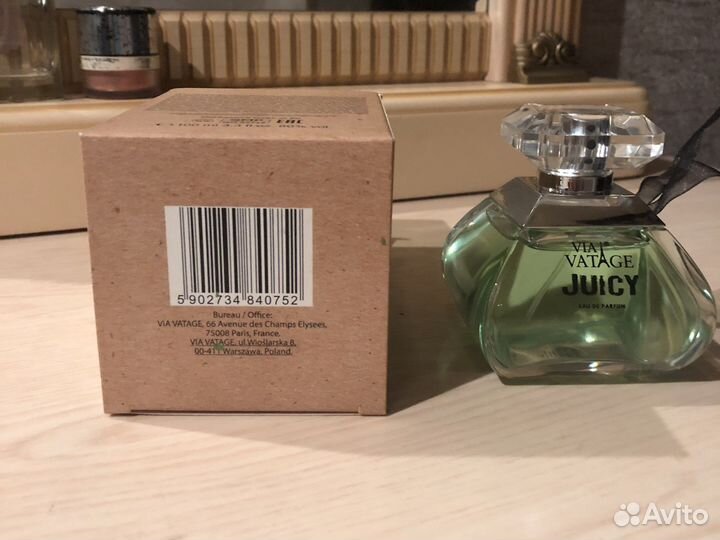 5 902734 840752
Bureau / Office:
VIA VATAGE, 66 Avenue des Champs Elysees,
75008 Paris, France,
VIA VATAGE, ul.Wioślarska 8,
00-411 Warszawa, Poland.
VIA
VATAGE
JUICY
EAU DE PARFUM
Avito